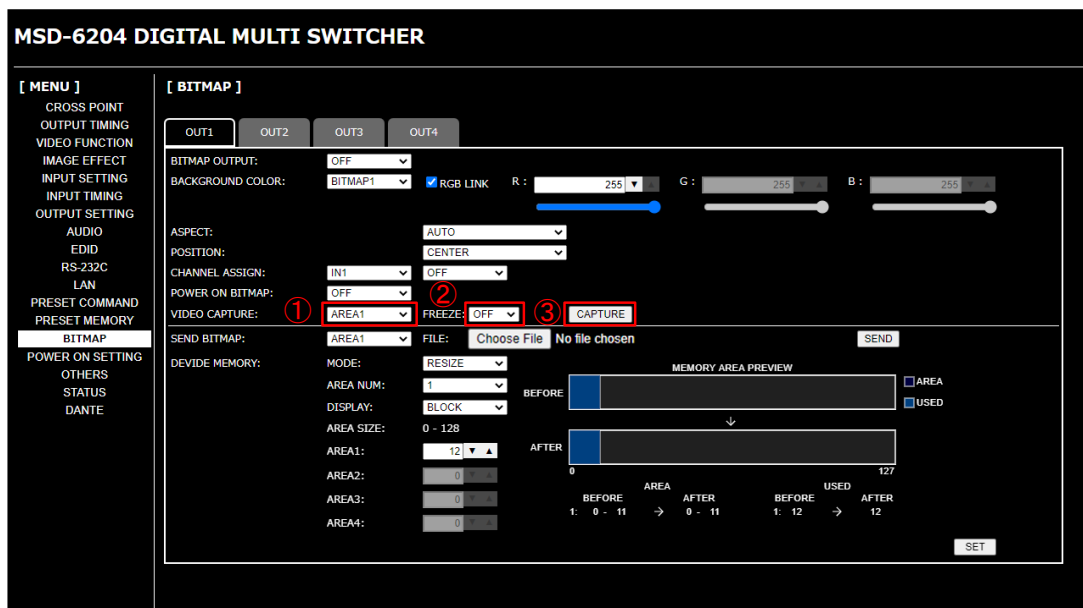 MSD-6204 DIGITAL MULTI SWITCHER
[ MENU ]
CROSS POINT
OUTPUT TIMING
VIDEO FUNCTION
IMAGE EFFECT
INPUT SETTING
INPUT TIMING
OUTPUT SETTING
AUDIO
EDID
RS-232C
LAN
PRESET COMMAND
PRESET MEMORY
BITMAP
POWER ON SETTING
OTHERS
STATUS
DANTE
[ BITMAP ]
OUT1 OUT2 OUT3 OUT4
BITMAP OUTPUT: OFF
BACKGROUND COLOR: BITMAP1 RGB LINK R : 255 G : 255 B : 255
ASPECT: AUTO
POSITION: CENTER
CHANNEL ASSIGN: IN1 OFF
POWER ON BITMAP: OFF
VIDEO CAPTURE: ① AREA1 ② FREEZE: OFF ③ CAPTURE
SEND BITMAP: AREA1 FILE: Choose File No file chosen SEND
DEVIDE MEMORY: MODE: RESIZE MEMORY AREA PREVIEW
AREA NUM: 1 BEFORE AREA
DISPLAY: BLOCK USED
AREA SIZE: 0 - 128 ↓
AREA1: 12 AFTER
AREA2: 0 0 127
AREA USED
AREA3: 0 BEFORE AFTER BEFORE AFTER
1: 0 - 11 → 0 - 11 1: 12 → 12
AREA4: 0
SET